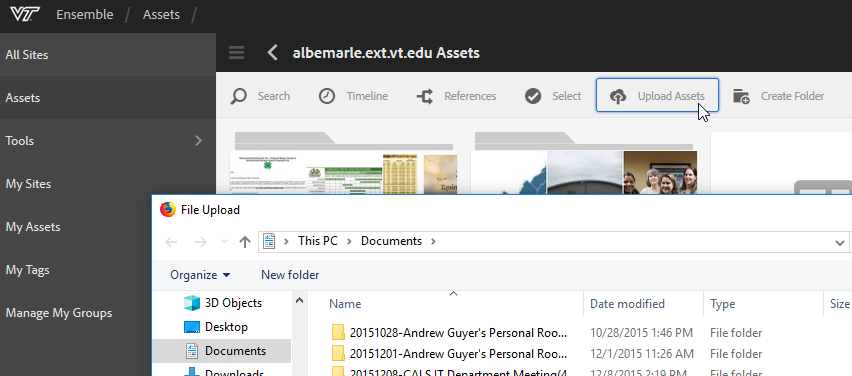 VT Ensemble / Assets /
All Sites
Assets
Tools
My Sites
My Assets
My Tags
Manage My Groups
albemarle.ext.vt.edu Assets
Search Timeline References Select Upload Assets Create Folder
File Upload
This PC > Documents >
Organize New folder
3D Objects
Desktop
Documents
Downloads
Name Date modified Type Size
20151028-Andrew Guyer's Personal Roo... 10/28/2015 1:46 PM File folder
20151201-Andrew Guyer's Personal Roo... 12/1/2015 11:26 AM File folder
20151208-CALS IT Department Meeting(4 12/8/2015 2:19 PM File folder